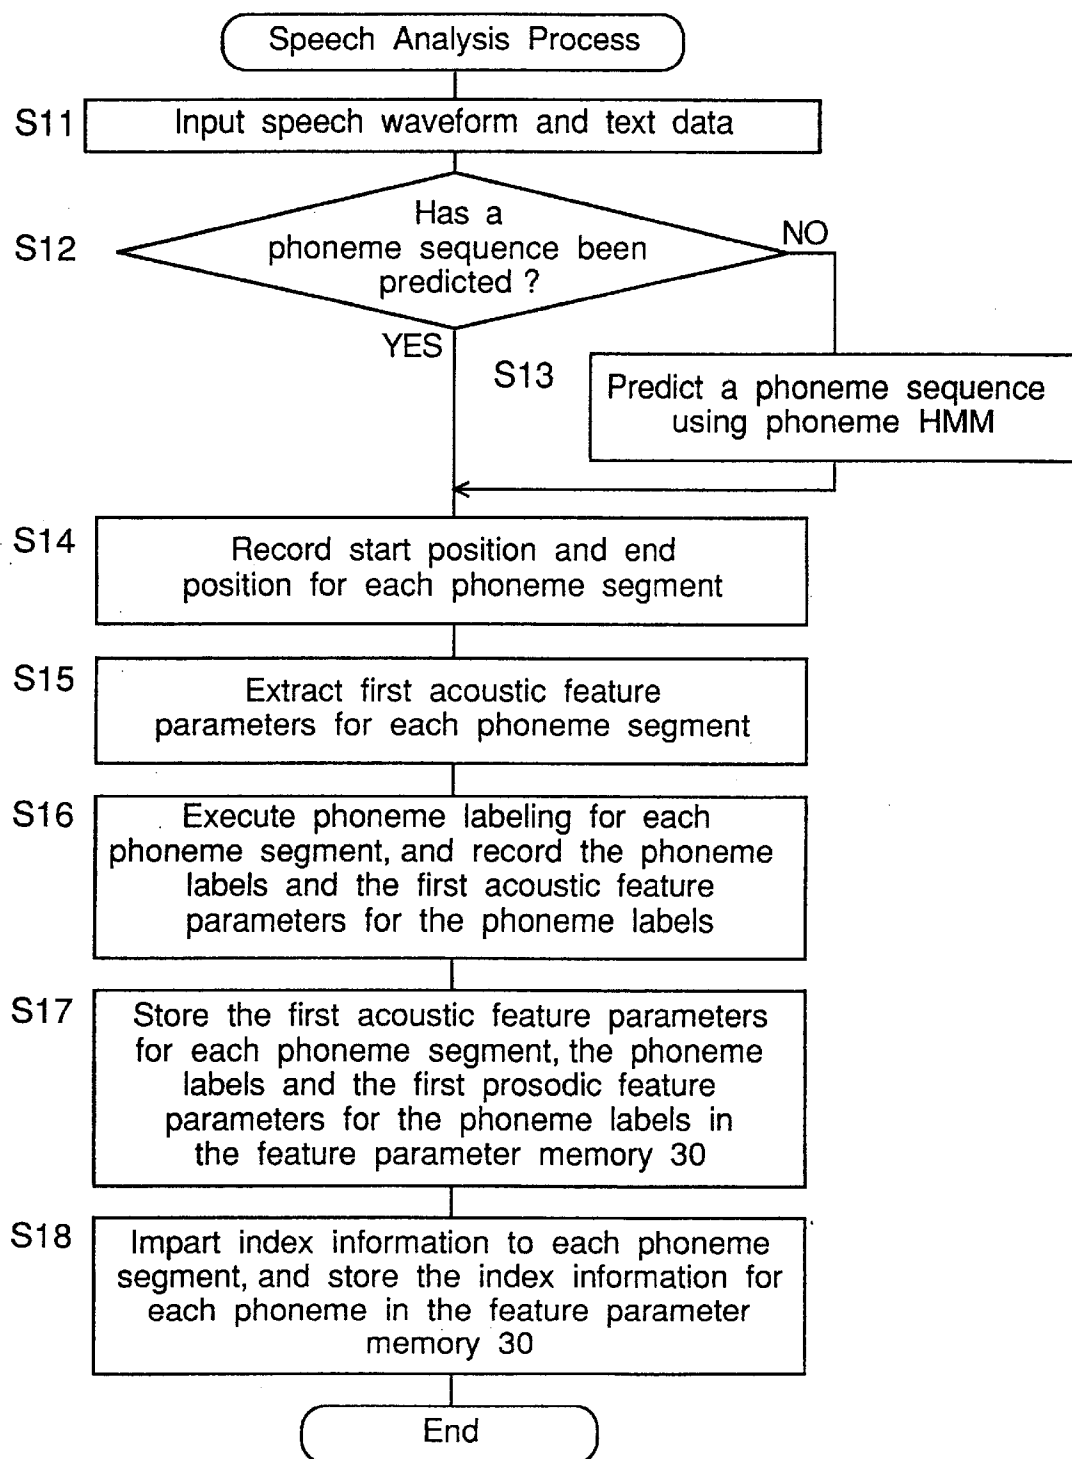 Speech Analysis Process
S11
Input speech waveform and text data
S12
Has a
phoneme sequence been
predicted ?
NO
YES
S13
Predict a phoneme sequence
using phoneme HMM
S14
Record start position and end
position for each phoneme segment
S15
Extract first acoustic feature
parameters for each phoneme segment
S16
Execute phoneme labeling for each
phoneme segment, and record the phoneme
labels and the first acoustic feature
parameters for the phoneme labels
S17
Store the first acoustic feature parameters
for each phoneme segment, the phoneme
labels and the first prosodic feature
parameters for the phoneme labels in
the feature parameter memory 30
S18
Impart index information to each phoneme
segment, and store the index information for
each phoneme in the feature parameter
memory 30
End